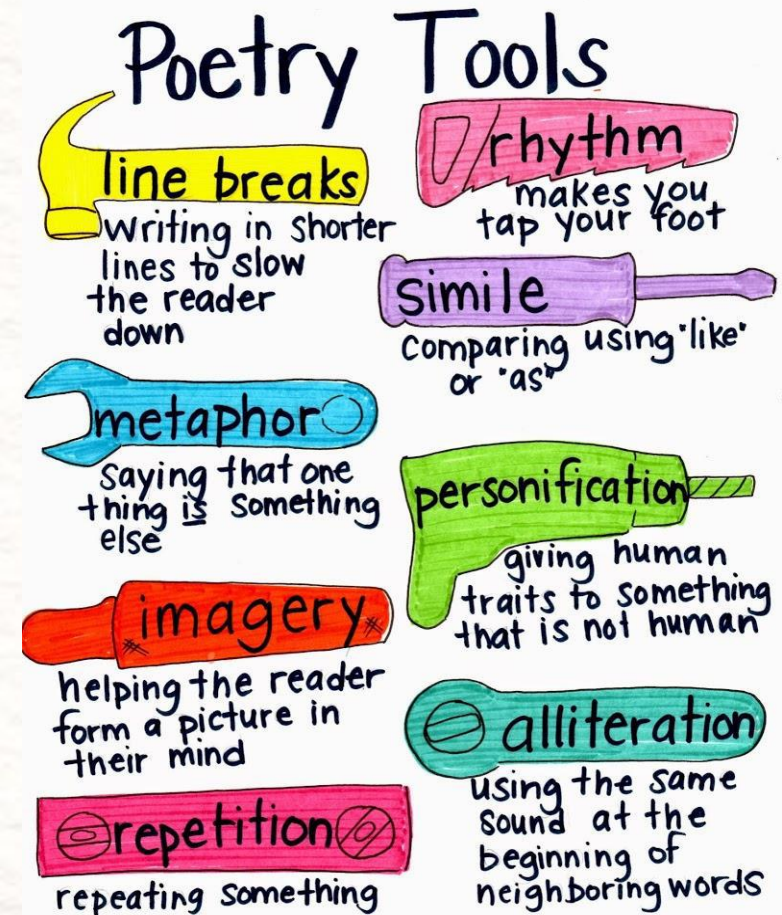 Poetry Tools
line breaks
writing in shorter
lines to slow
the reader
down
rhythm
makes you
tap your foot
simile
comparing using "like"
or "as"
metaphor
saying that one
thing is something
else
personification
giving human
traits to something
that is not human
imagery
helping the reader
form a picture in
their mind
alliteration
using the same
sound at the
beginning of
neighboring words
repetition
repeating something